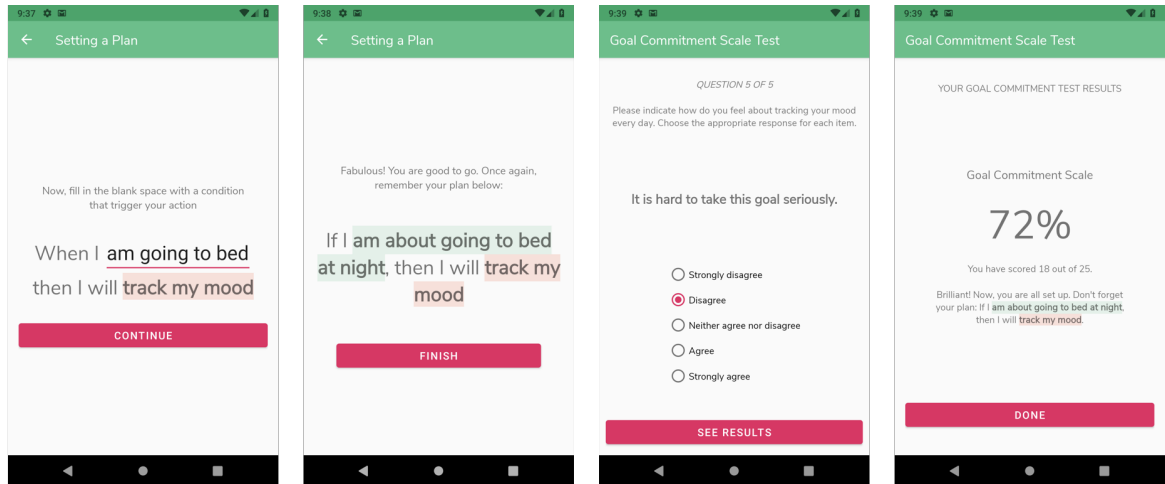 9:37
Setting a Plan
Now, fill in the blank space with a condition
that trigger your action
When I am going to bed
then I will track my mood
CONTINUE
9:38
Setting a Plan
Fabulous! You are good to go. Once again,
remember your plan below:
If I am about going to bed
at night, then I will track my
mood
FINISH
9:39
Goal Commitment Scale Test
QUESTION 5 OF 5
Please indicate how do you feel about tracking your mood
every day. Choose the appropriate response for each item.
It is hard to take this goal seriously.
Strongly disagree
Disagree
Neither agree nor disagree
Agree
Strongly agree
SEE RESULTS
9:39
Goal Commitment Scale Test
YOUR GOAL COMMITMENT TEST RESULTS
Goal Commitment Scale
72%
You have scored 18 out of 25.
Brilliant! Now, you are all set up. Don't forget
your plan: If I am about going to bed at night,
then I will track my mood.
DONE